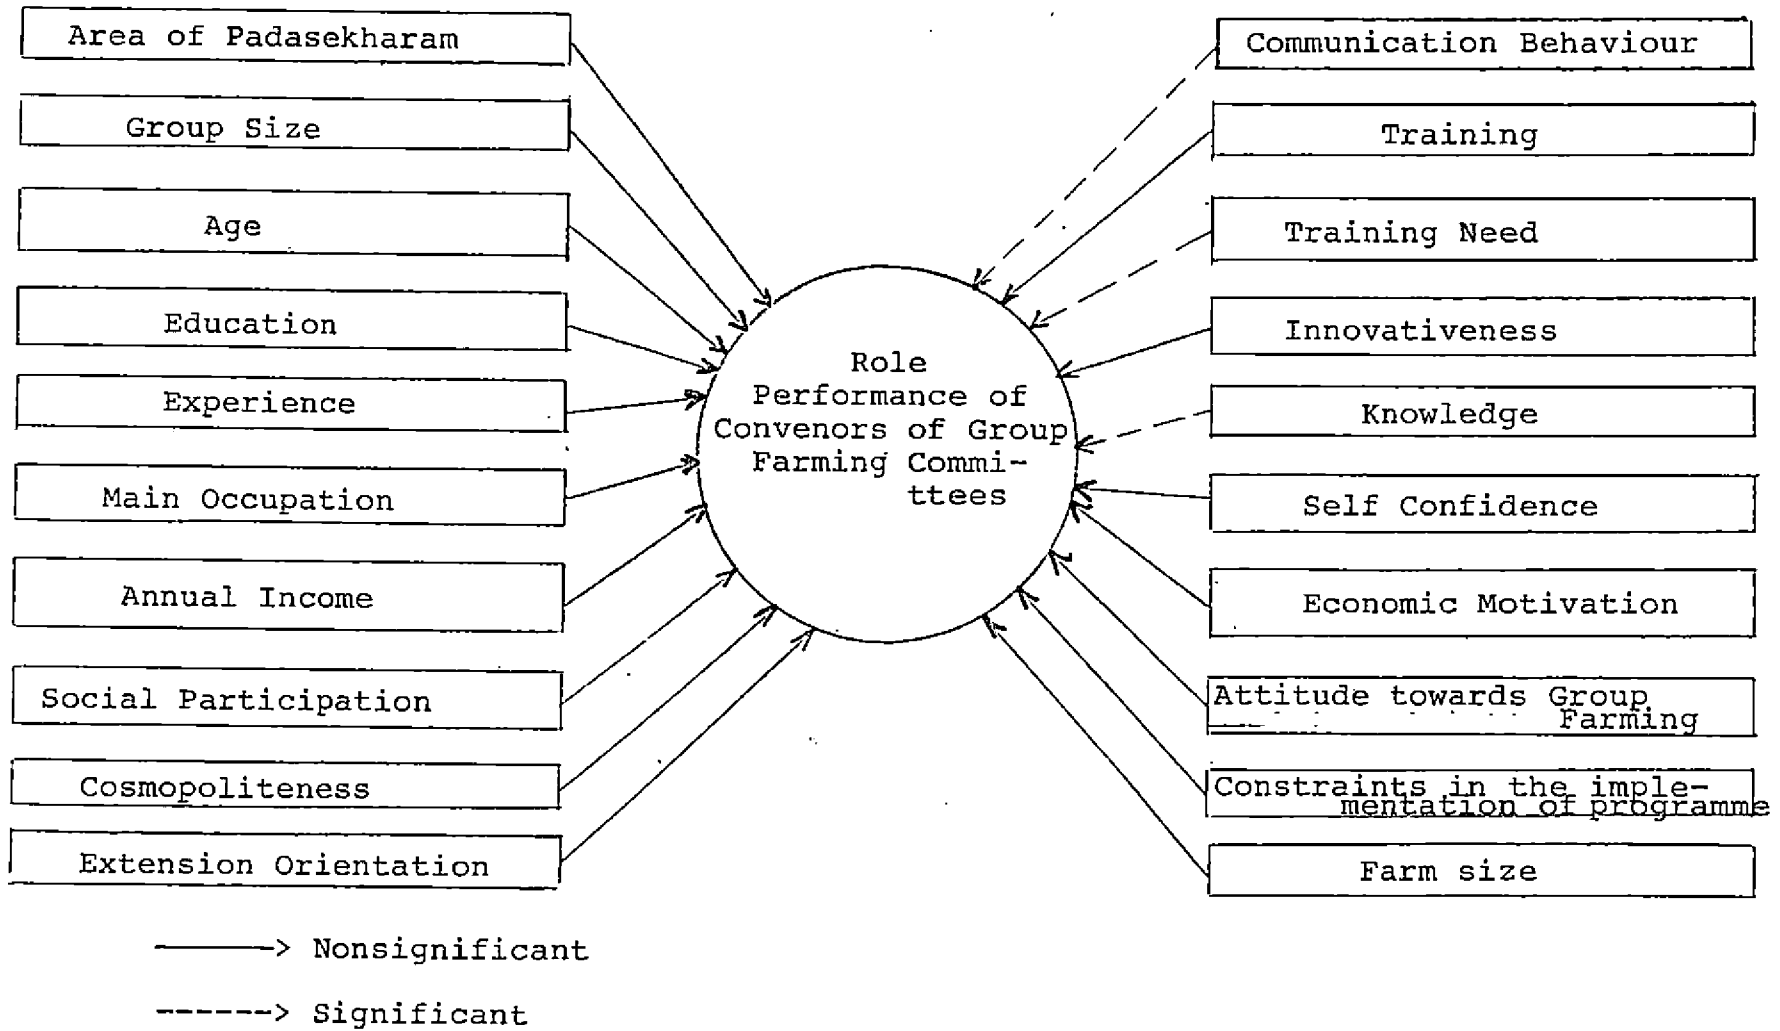 Area of Padasekharam
Group Size
Age
Education
Experience
Main Occupation
Annual Income
Social Participation
Cosmopoliteness
Extension Orientation
Role
Performance of
Convenors of Group
Farming Commi-
ttees
Communication Behaviour
Training
Training Need
Innovativeness
Knowledge
Self Confidence
Economic Motivation
Attitude towards Group
Farming
Constraints in the imple-
mentation of programme
Farm size
Nonsignificant
Significant